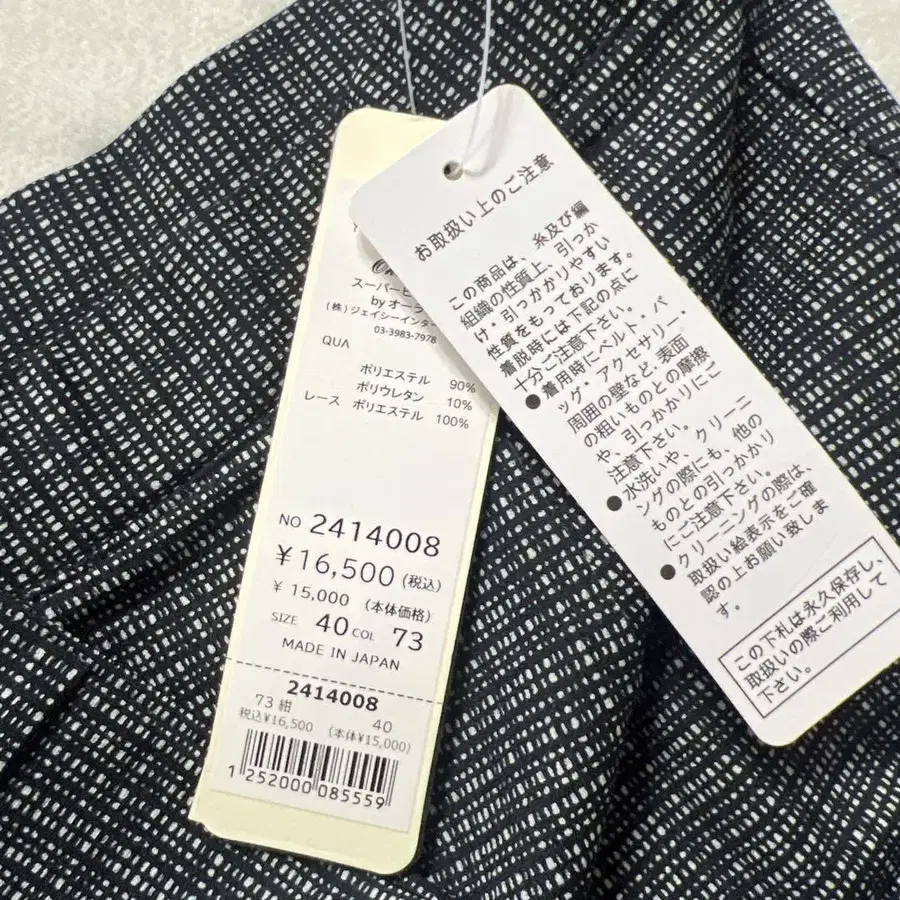 スーパービ
by オー
(株)ジェイシーインター
03-3983-7978
QUA
ポリエステル 90%
ポリウレタン 10%
レース ポリエステル 100%
NO 2414008
¥16,500(税込)
¥ 15,000 (本体価格)
SIZE 40 COL 73
MADE IN JAPAN
2414008
73 紺 40
税込¥16,500 (本体¥15,000)
1 252000 085559
お取扱い上のご注意
この商品は、糸及び編
組織の性質上、引っか
け・引っかかりやすい
性質をもっております。
着脱時には下記の点に
十分ご注意下さい。
●着用時にベルト、バ
ッグ・アクセサリー・
周囲の壁など、表面
の粗いものとの摩擦
や、引っかかりにご
注意下さい。
●水洗いや、クリーニ
ングの際にも、他の
ものとの引っかかり
にご注意下さい。
●クリーニングの際は、
取扱い絵表示をご確
認の上お願い致しま
す。
この下札は永久保存し、
取扱いの際ご利用して
下さい。